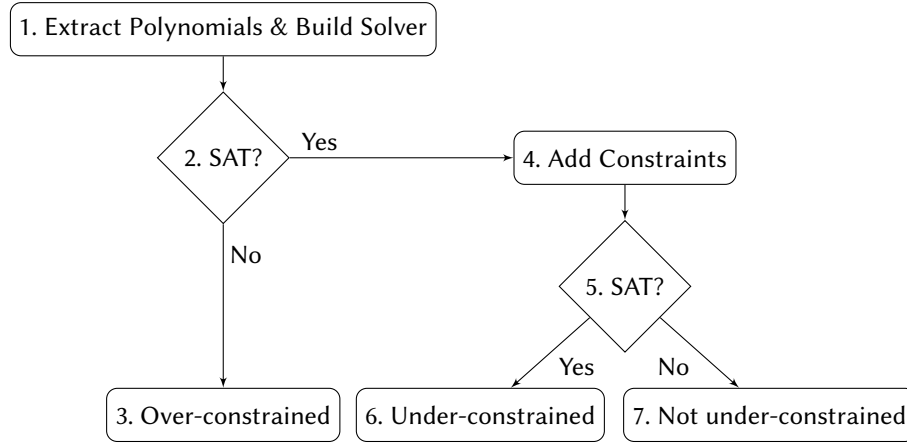 1. Extract Polynomials & Build Solver
2. SAT?
Yes
4. Add Constraints
No
5. SAT?
Yes
No
3. Over-constrained
6. Under-constrained
7. Not under-constrained